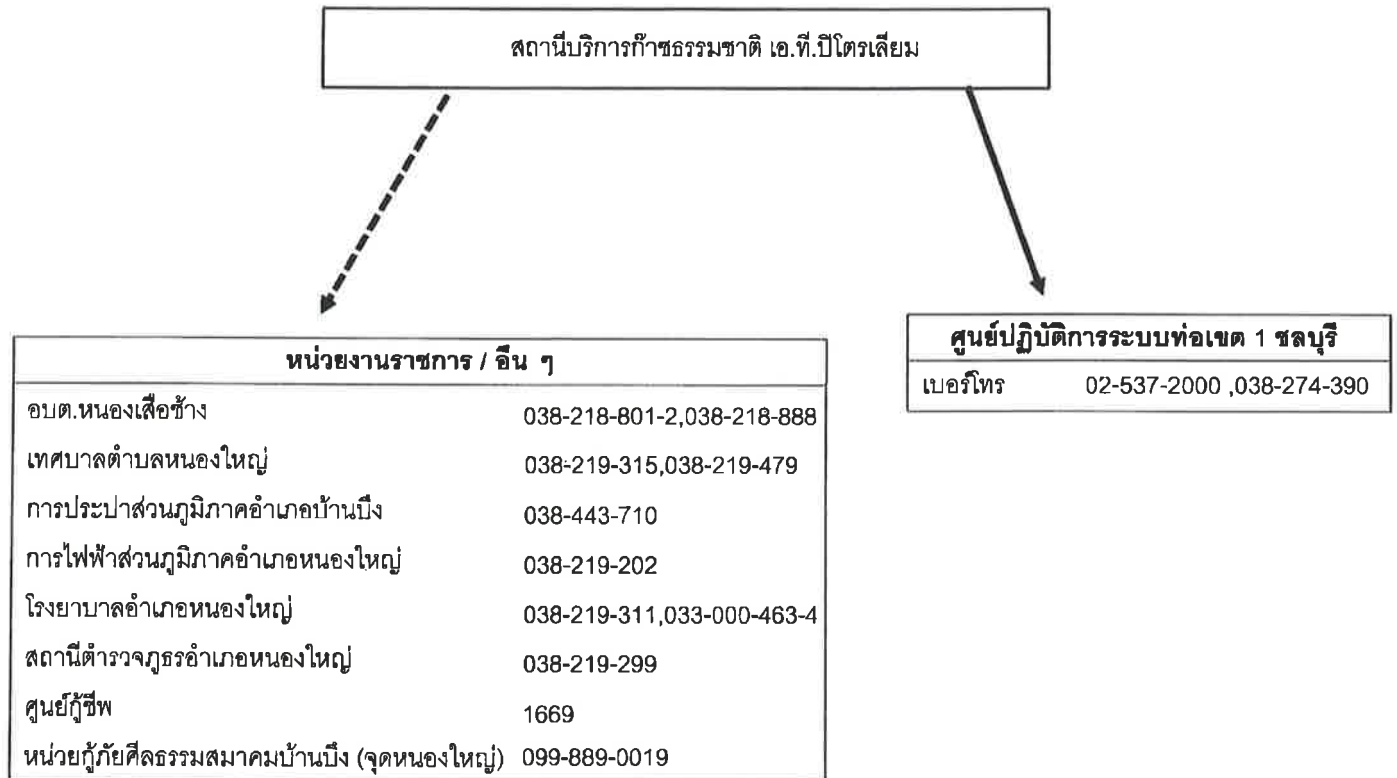 สถานีบริการก๊าซธรรมชาติ เอ.ที.ปิโตรเลียม
หน่วยงานราชการ / อื่น ๆ
อบต.หนองเสือช้าง 038-218-801-2,038-218-888
เทศบาลตำบลหนองใหญ่ 038-219-315,038-219-479
การประปาส่วนภูมิภาคอำเภอบ้านบึง 038-443-710
การไฟฟ้าส่วนภูมิภาคอำเภอหนองใหญ่ 038-219-202
โรงยาบาลอำเภอหนองใหญ่ 038-219-311,033-000-463-4
สถานีตำรวจภูธรอำเภอหนองใหญ่ 038-219-299
ศูนย์กู้ชีพ 1669
หน่วยกู้ภัยศีลธรรมสมาคมบ้านบึง (จุดหนองใหญ่) 099-889-0019
ศูนย์ปฏิบัติการระบบท่อเขต 1 ชลบุรี
เบอร์โทร 02-537-2000 ,038-274-390